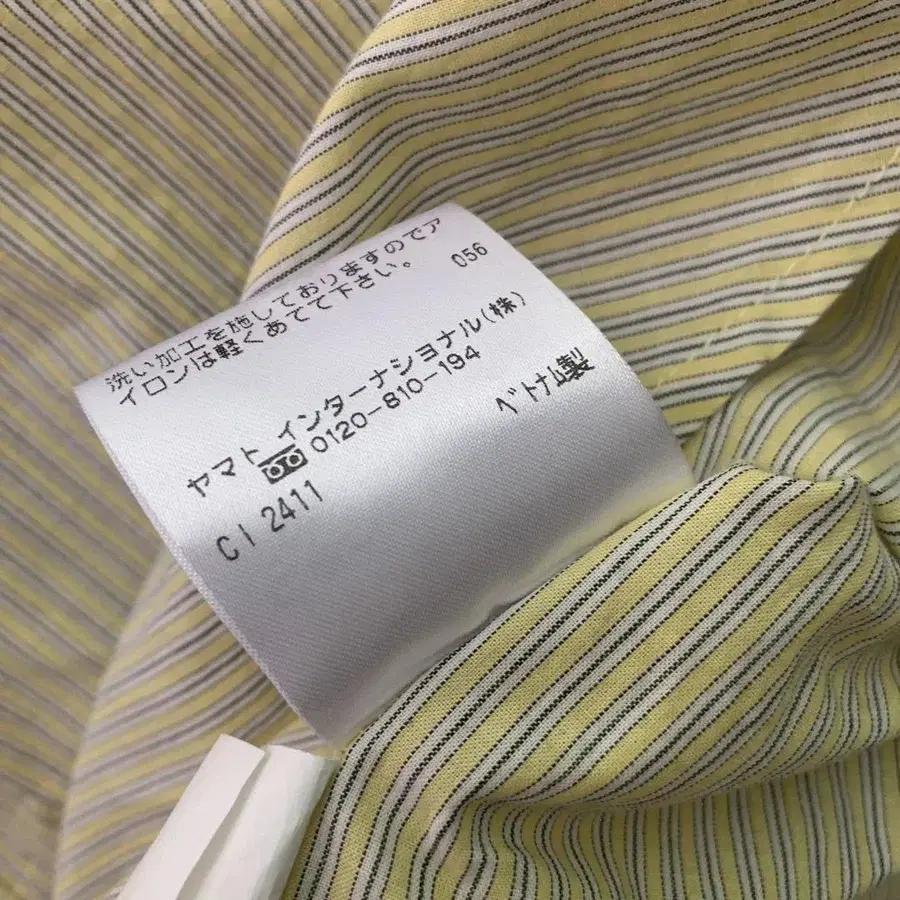 洗い加工を施しておりますのでア
イロンは軽くあてて下さい。
056
ヤマト インターナショナル(株)
0120-810-194
ベトナム製
CI 2411